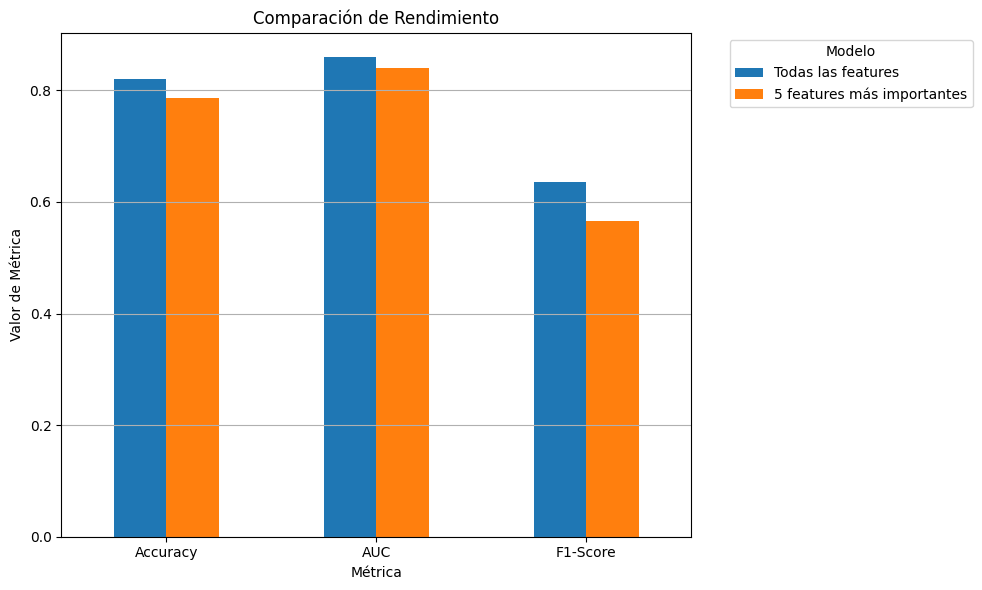 Comparación de Rendimiento
Modelo
Todas las features
5 features más importantes
Valor de Métrica
0.8
0.6
0.4
0.2
0.0
Accuracy AUC F1-Score
Métrica